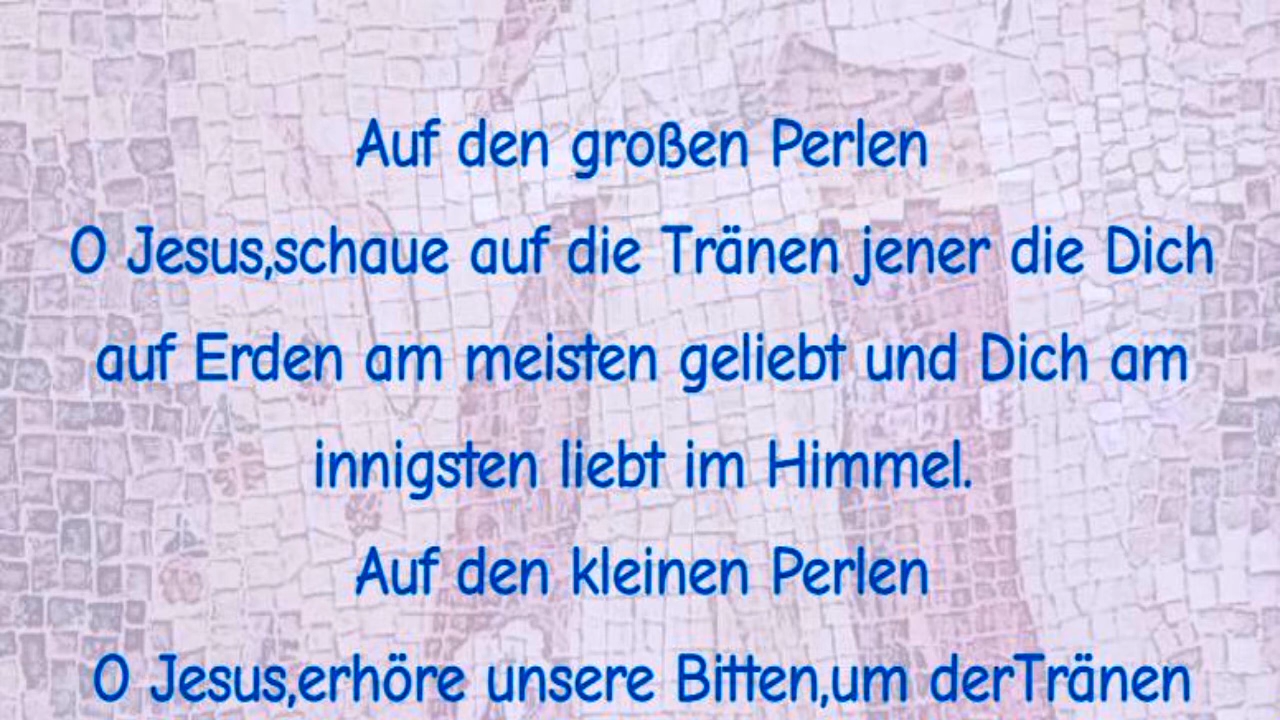 Auf den großen Perlen
O Jesus,schaue auf die Tränen jener die Dich
auf Erden am meisten geliebt und Dich am
innigsten liebt im Himmel.
Auf den kleinen Perlen
O Jesus,erhöre unsere Bitten,um derTränen